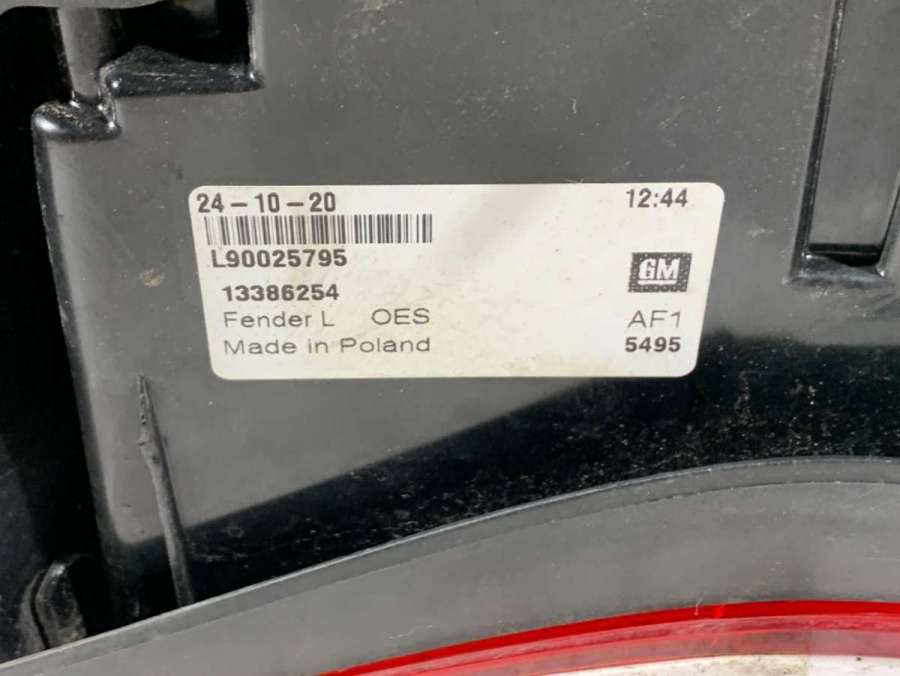 24-10-20 12:44
L90025795
GM
13386254
Fender L OES AF1
Made in Poland 5495